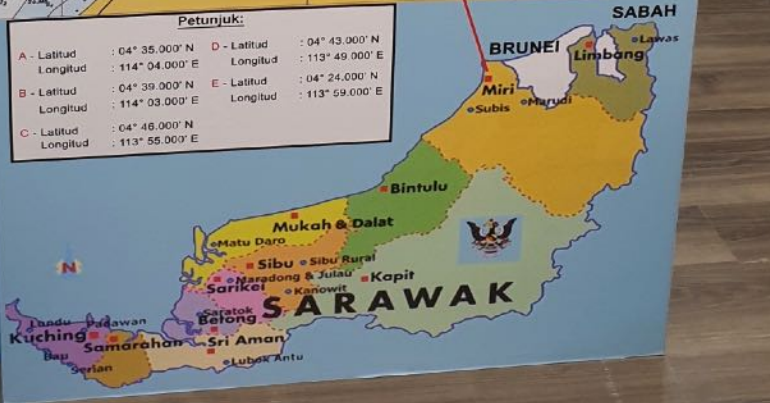 Petunjuk:
A - Latitud : 04° 35.000' N
Longitud : 114° 04.000' E
B - Latitud : 04° 39.000' N
Longitud : 114° 03.000' E
C - Latitud : 04° 46.000' N
Longitud : 113° 55.000' E
D - Latitud : 04° 43.000' N
Longitud : 113° 49.000' E
E - Latitud : 04° 24.000' N
Longitud : 113° 59.000' E
SABAH
BRUNEI
Lawas
Limbang
Miri
Marudi
Subis
Bintulu
Mukah & Dalat
Matu Daro
Sibu
Sibu Rural
Maradong & Julau
Kapit
Sarikei
Kanowit
SARAWAK
Saratok
Betong
Lundu
Padawan
Kuching
Samarahan
Sri Aman
Bau
Serian
Lubok Antu
N